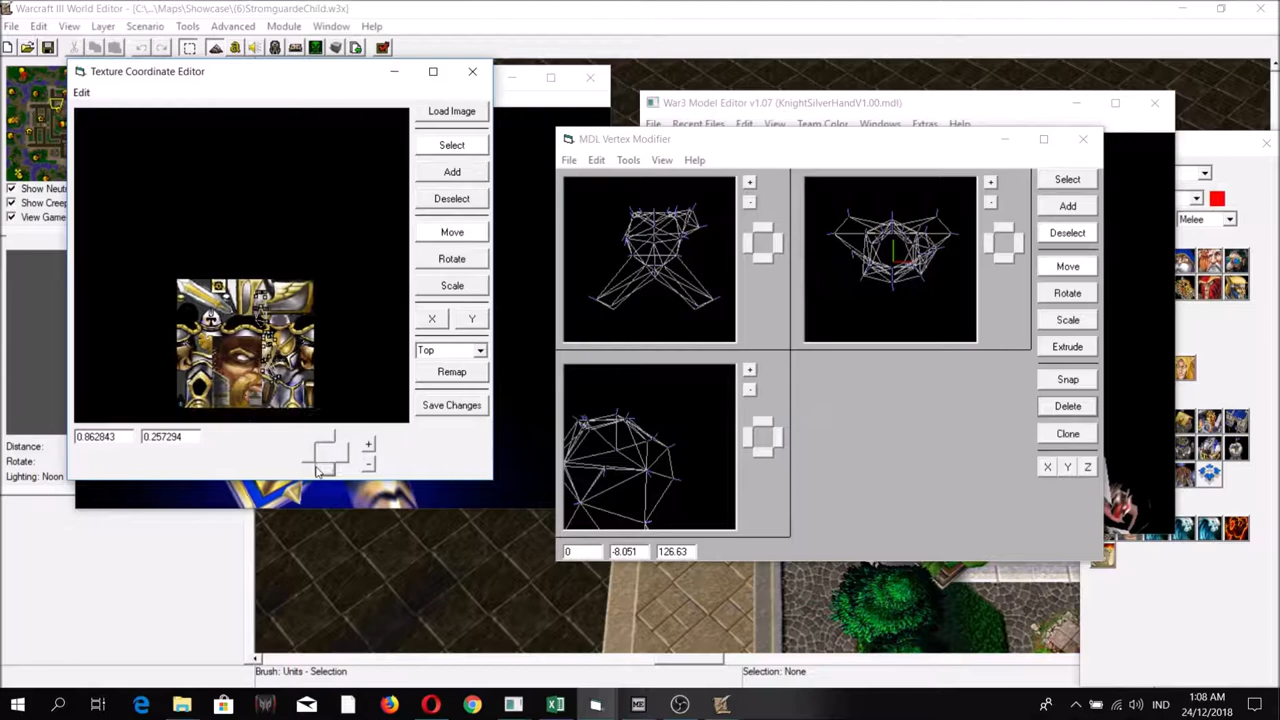 Warcraft III World Editor - [C:\...\Maps\Showcase\(6)StromguardeChild.w3x]
File Edit View Layer Scenario Tools Advanced Module Window Help
Texture Coordinate Editor
Edit
Load Image
Select
Add
Deselect
Move
Rotate
Scale
X Y
Top
Remap
Save Changes
0.862843 0.257294
+
-
War3 Model Editor v1.07 (KnightSilverHandV1.00.mdl)
File Recent Files Edit View Team Color Windows Extras Help
MDL Vertex Modifier
File Edit Tools View Help
+
-
+
-
+
-
Select
Add
Deselect
Move
Rotate
Scale
Extrude
Snap
Delete
Clone
X Y Z
0 -8.051 126.63
Melee
Show Neut
Show Creep
View Game
Distance:
Rotate:
Lighting: Noon
Brush: Units - Selection
Selection: None
ME
IND
1:08 AM
24/12/2018